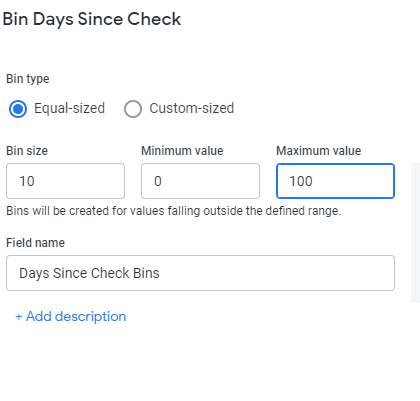 Bin Days Since Check
Bin type
Equal-sized Custom-sized
Bin size Minimum value Maximum value
10 0 100
Bins will be created for values falling outside the defined range.
Field name
Days Since Check Bins
+ Add description